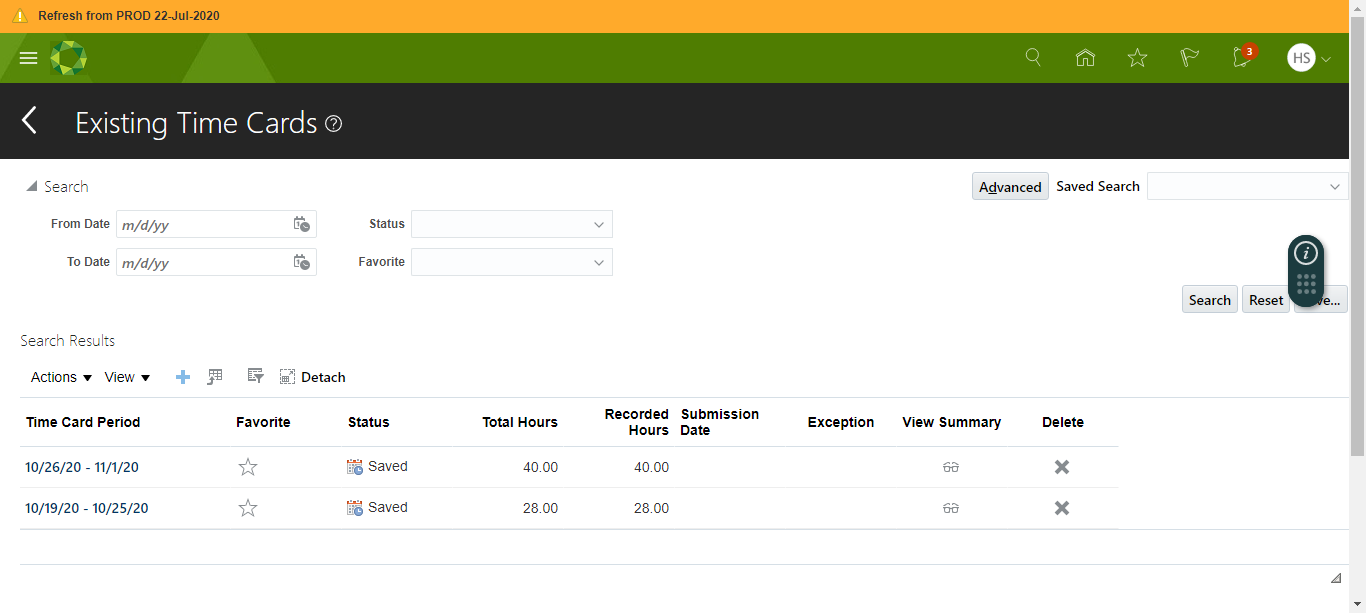 Refresh from PROD 22-Jul-2020
3
HS
Existing Time Cards
Search
Advanced Saved Search
From Date m/d/yy Status
To Date m/d/yy Favorite
Search Reset ve...
Search Results
Actions View Detach
Time Card Period Favorite Status Total Hours Recorded Hours Submission Date Exception View Summary Delete
10/26/20 - 11/1/20 Saved 40.00 40.00
10/19/20 - 10/25/20 Saved 28.00 28.00